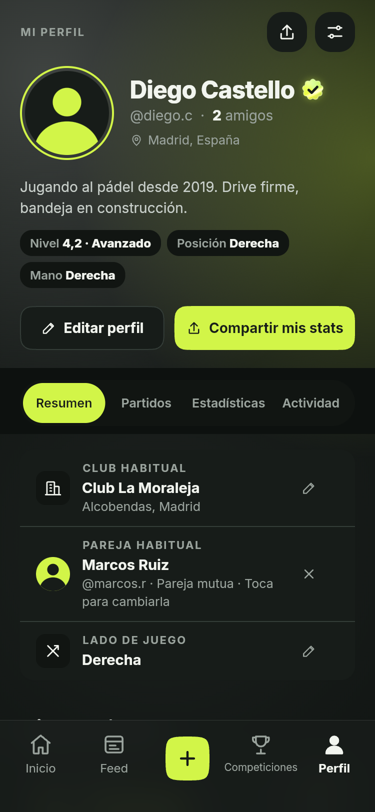 MI PERFIL
Diego Castello
@diego.c · 2 amigos
Madrid, España
Jugando al pádel desde 2019. Drive firme,
bandeja en construcción.
Nivel 4,2 · Avanzado
Posición Derecha
Mano Derecha
Editar perfil
Compartir mis stats
Resumen
Partidos
Estadísticas
Actividad
CLUB HABITUAL
Club La Moraleja
Alcobendas, Madrid
PAREJA HABITUAL
Marcos Ruiz
@marcos.r · Pareja mutua · Toca
para cambiarla
LADO DE JUEGO
Derecha
Inicio
Feed
Competiciones
Perfil